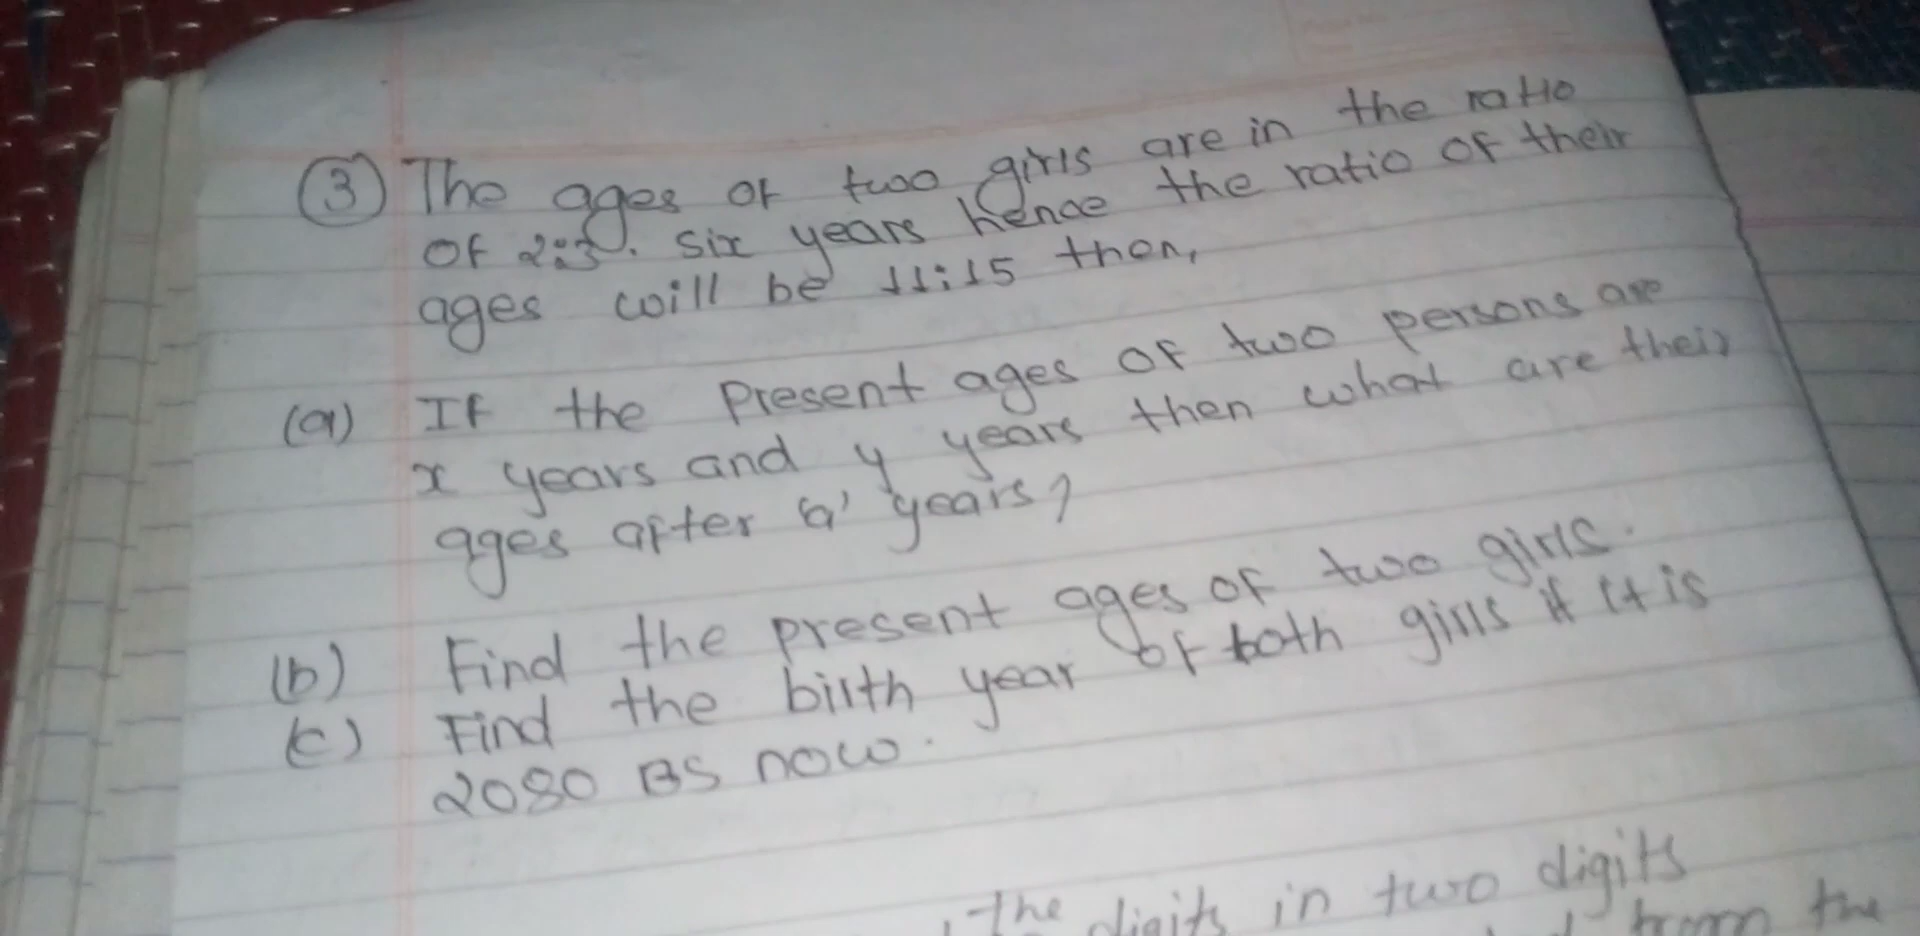 ③ The ages of two girls are in the ratio
of 2:3. Six years hence the ratio of their
ages will be 11:15 then,
(a) If the present ages of two persons are
x years and y years then what are their
ages after 'a' years?
(b) Find the present ages of two girls.
(c) Find the birth year of both girls if it is
2080 BS now.
the digits in two digits
from the